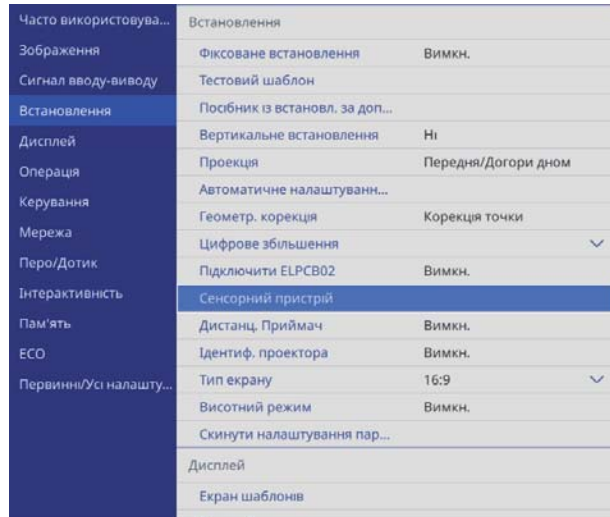 Часто використовува...
Зображення
Сигнал вводу-виводу
Встановлення
Дисплей
Операція
Керування
Мережа
Перо/Дотик
Інтерактивність
Пам'ять
ECO
Первинні/Усі налашту...
Встановлення
Фіксоване встановлення Вимкн.
Тестовий шаблон
Посібник із встановл. за доп...
Вертикальне встановлення Ні
Проекція Передня/Догори дном
Автоматичне налаштуванн...
Геометр. корекція Корекція точки
Цифрове збільшення
Підключити ELPCB02 Вимкн.
Сенсорний пристрій
Дистанц. Приймач Вимкн.
Ідентиф. проектора Вимкн.
Тип екрану 16:9
Висотний режим Вимкн.
Скинути налаштування пар...
Дисплей
Екран шаблонів